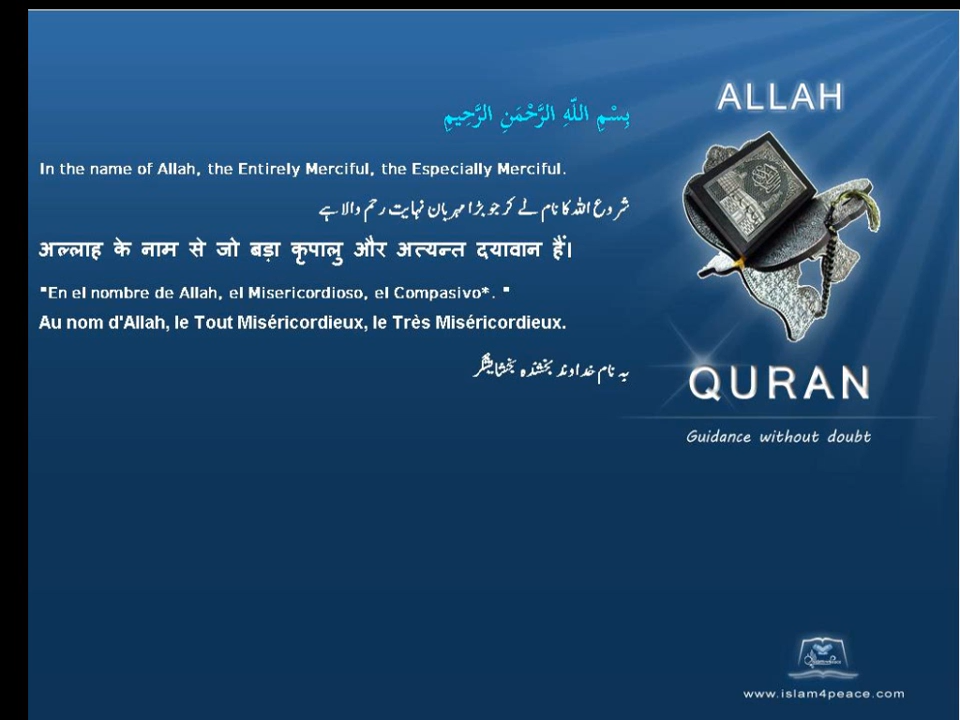 بِسْمِ اللّهِ الرَّحْمَنِ الرَّحِيمِ
In the name of Allah, the Entirely Merciful, the Especially Merciful.
شروع اللہ کا نام لے کر جو بڑا مہربان نہایت رحم والا ہے
अल्लाह के नाम से जो बड़ा कृपालु और अत्यन्त दयावान हैं।
"En el nombre de Allah, el Misericordioso, el Compasivo*. "
Au nom d'Allah, le Tout Miséricordieux, le Très Miséricordieux.
به نام خداوند بخشنده بخشایشگر
ALLAH
QURAN
Guidance without doubt
www.islam4peace.com